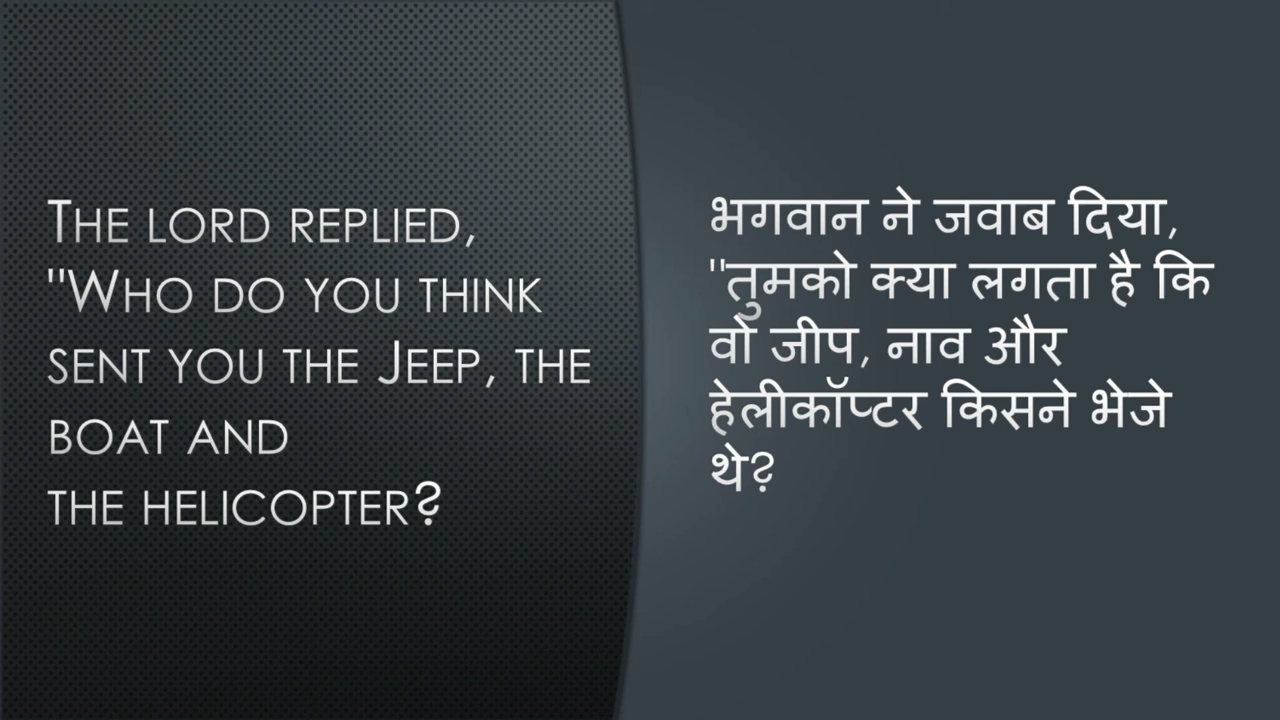 The lord replied,
"Who do you think
sent you the Jeep, the
boat and
the helicopter?
भगवान ने जवाब दिया,
"तुमको क्या लगता है कि
वो जीप, नाव और
हेलीकॉप्टर किसने भेजे
थे?